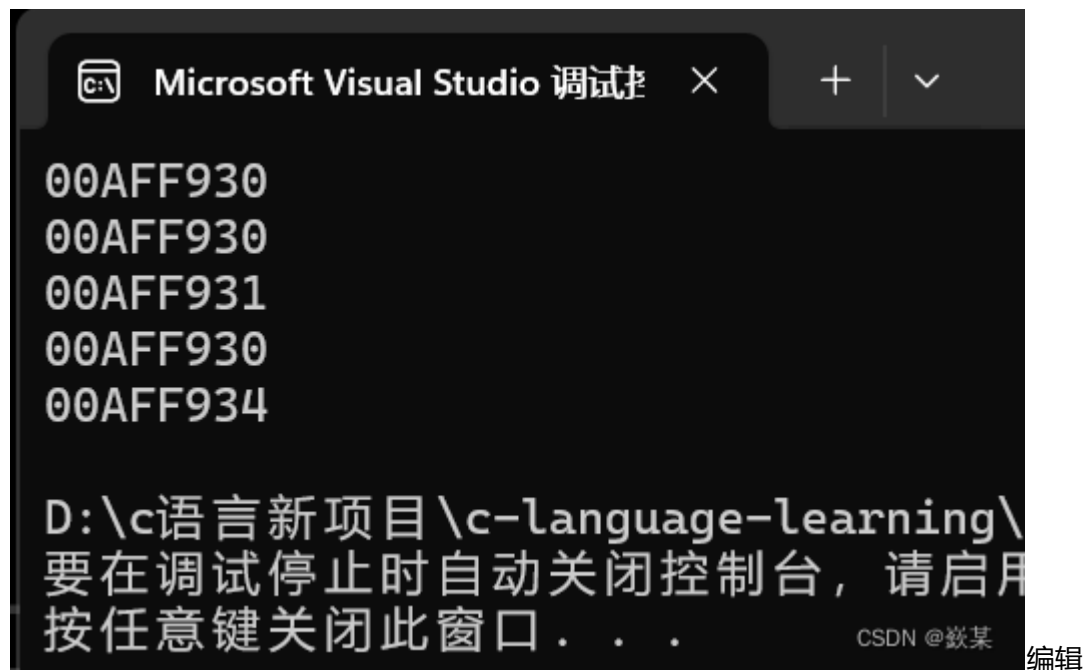 Microsoft Visual Studio 调试
00AFF930
00AFF930
00AFF931
00AFF930
00AFF934
D:\c语言新项目\c-language-learning\
要在调试停止时自动关闭控制台，请启用
按任意键关闭此窗口. . .
CSDN @嶔某
编辑